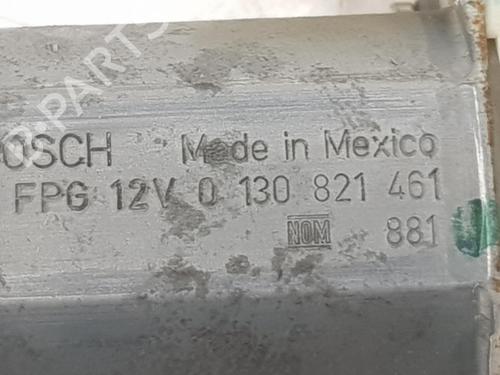 OSCH Made in Mexico
FPG 12V 0 130 821 461
NOM 881